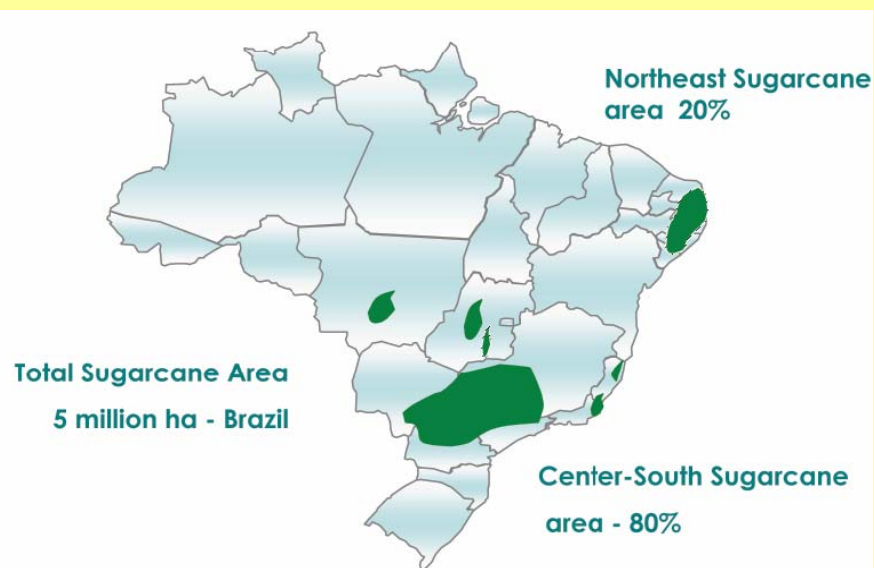 Northeast Sugarcane
area 20%
Total Sugarcane Area
5 million ha - Brazil
Center-South Sugarcane
area - 80%